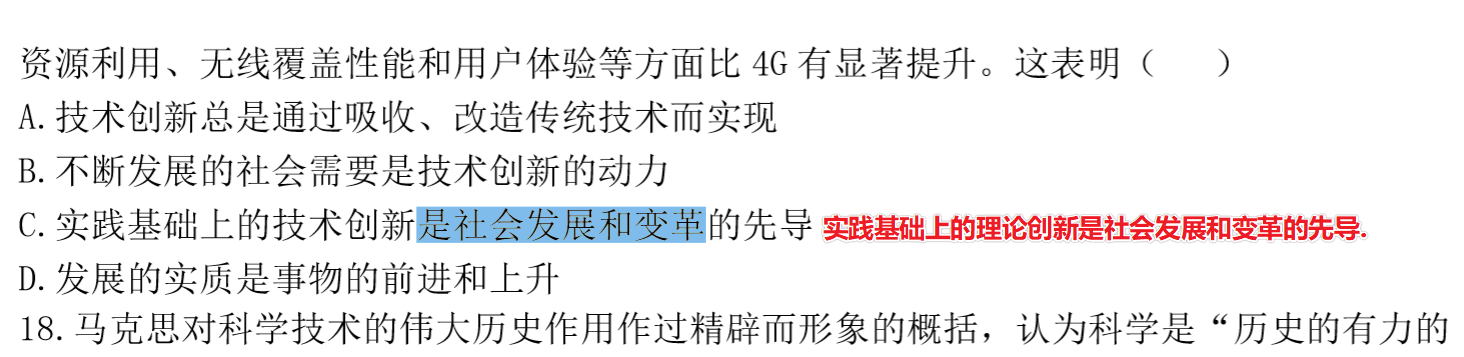 资源利用、无线覆盖性能和用户体验等方面比 4G 有显著提升。这表明（　　）
A.技术创新总是通过吸收、改造传统技术而实现
B.不断发展的社会需要是技术创新的动力
C.实践基础上的技术创新是社会发展和变革的先导 实践基础上的理论创新是社会发展和变革的先导.
D.发展的实质是事物的前进和上升
18.马克思对科学技术的伟大历史作用作过精辟而形象的概括，认为科学是“历史的有力的